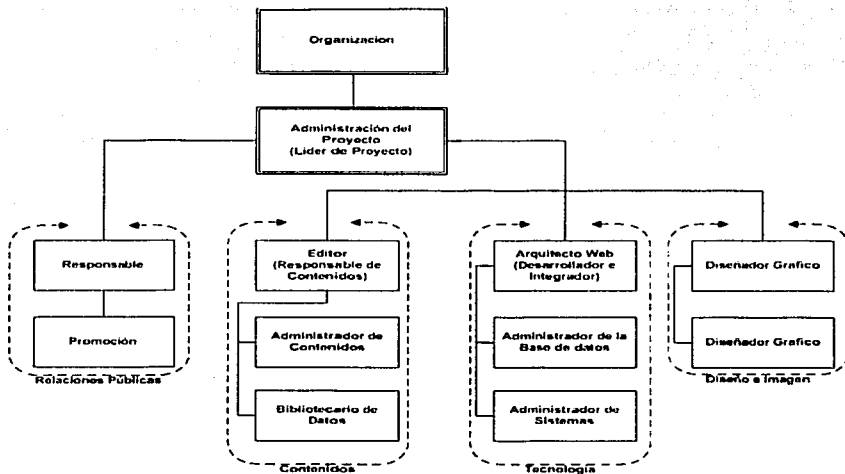 Organizacion
Administración del
Proyecto
(Lider de Proyecto)
Responsable
Promoción
Relaciones Públicas
Editor
(Responsable de
Contenidos)
Administrador de
Contenidos
Bibliotecario de
Datos
Contenidos
Arquitecto Web
(Desarrollador e
Integrador)
Administrador de la
Base de datos
Administrador de
Sistemas
Tecnología
Diseñador Grafico
Diseñador Grafico
Diseño e Imagen